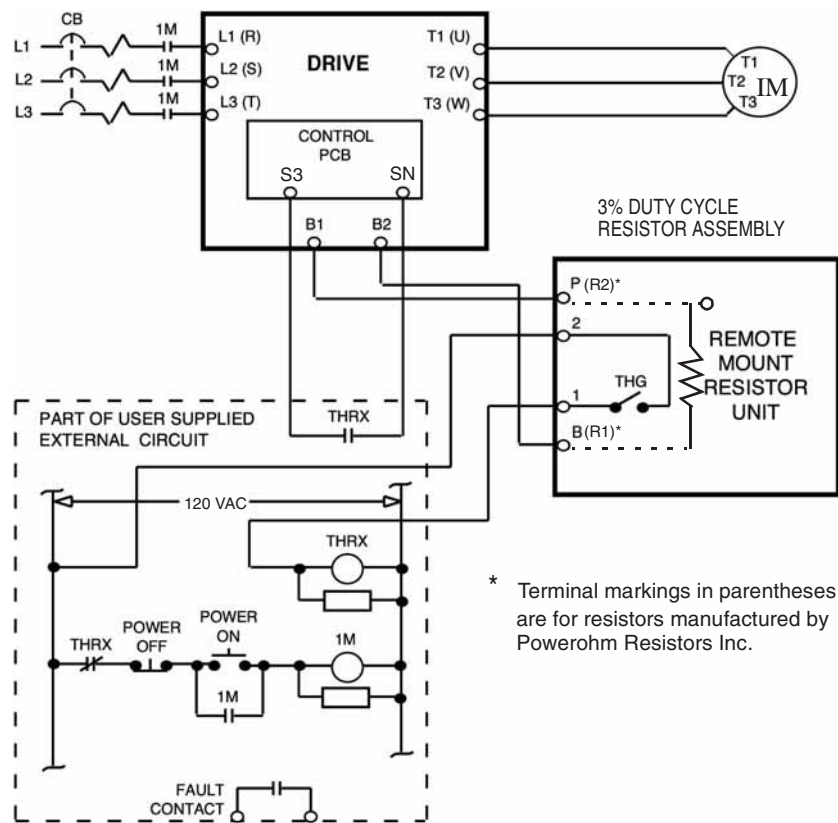 CB
1M
L1
L1 (R)
T1 (U)
T1
DRIVE
1M
L2
L2 (S)
T2 (V)
T2
IM
1M
L3
L3 (T)
T3 (W)
T3
CONTROL
PCB
S3
SN
B1
B2
3% DUTY CYCLE
RESISTOR ASSEMBLY
P (R2)*
2
REMOTE
MOUNT
RESISTOR
UNIT
THG
1
B (R1)*
PART OF USER SUPPLIED
EXTERNAL CIRCUIT
THRX
120 VAC
THRX
THRX
POWER
OFF
POWER
ON
1M
1M
FAULT
CONTACT
* Terminal markings in parentheses
are for resistors manufactured by
Powerohm Resistors Inc.